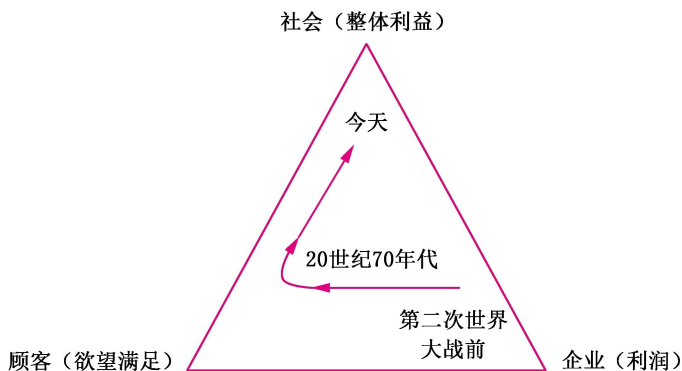 社会（整体利益）
今天
20世纪70年代
第二次世界
大战前
顾客（欲望满足）
企业（利润）